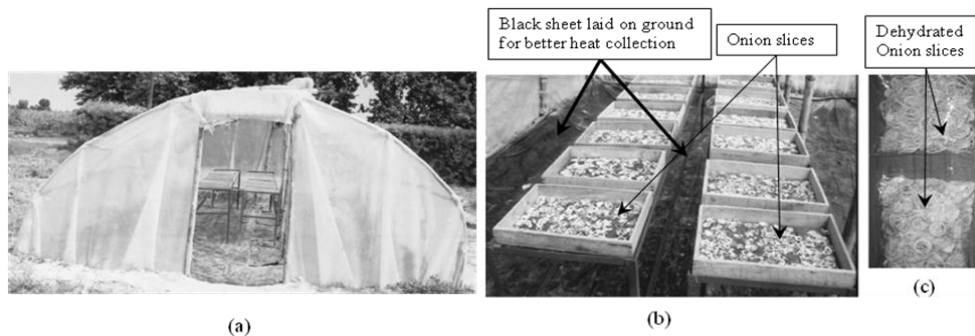 Black sheet laid on ground
for better heat collection
Onion slices
Dehydrated
Onion slices
(a)
(b)
(c)